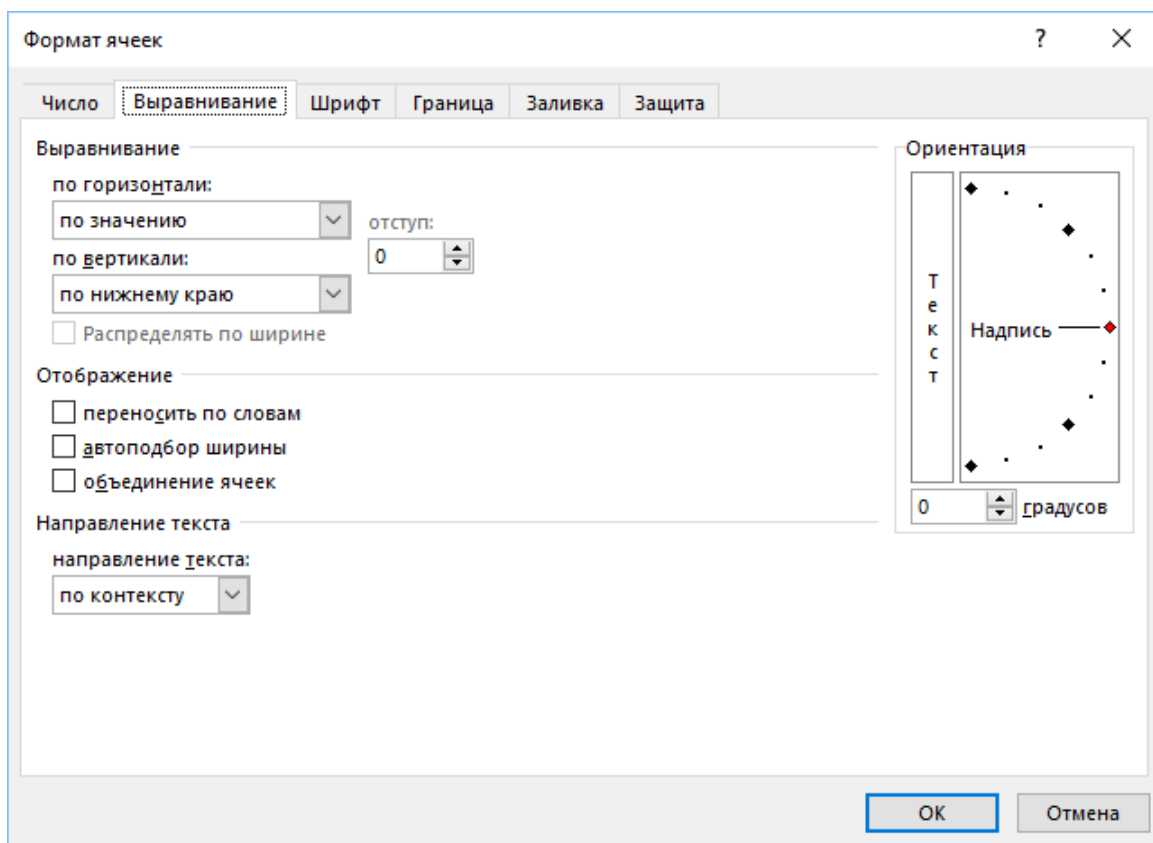 Формат ячеек
?
Число Выравнивание Шрифт Граница Заливка Защита
Выравнивание
по горизонтали:
по значению
отступ:
0
по вертикали:
по нижнему краю
Распределять по ширине
Отображение
переносить по словам
автоподбор ширины
объединение ячеек
Направление текста
направление текста:
по контексту
Ориентация
Текст
Надпись
0 градусов
ОК Отмена